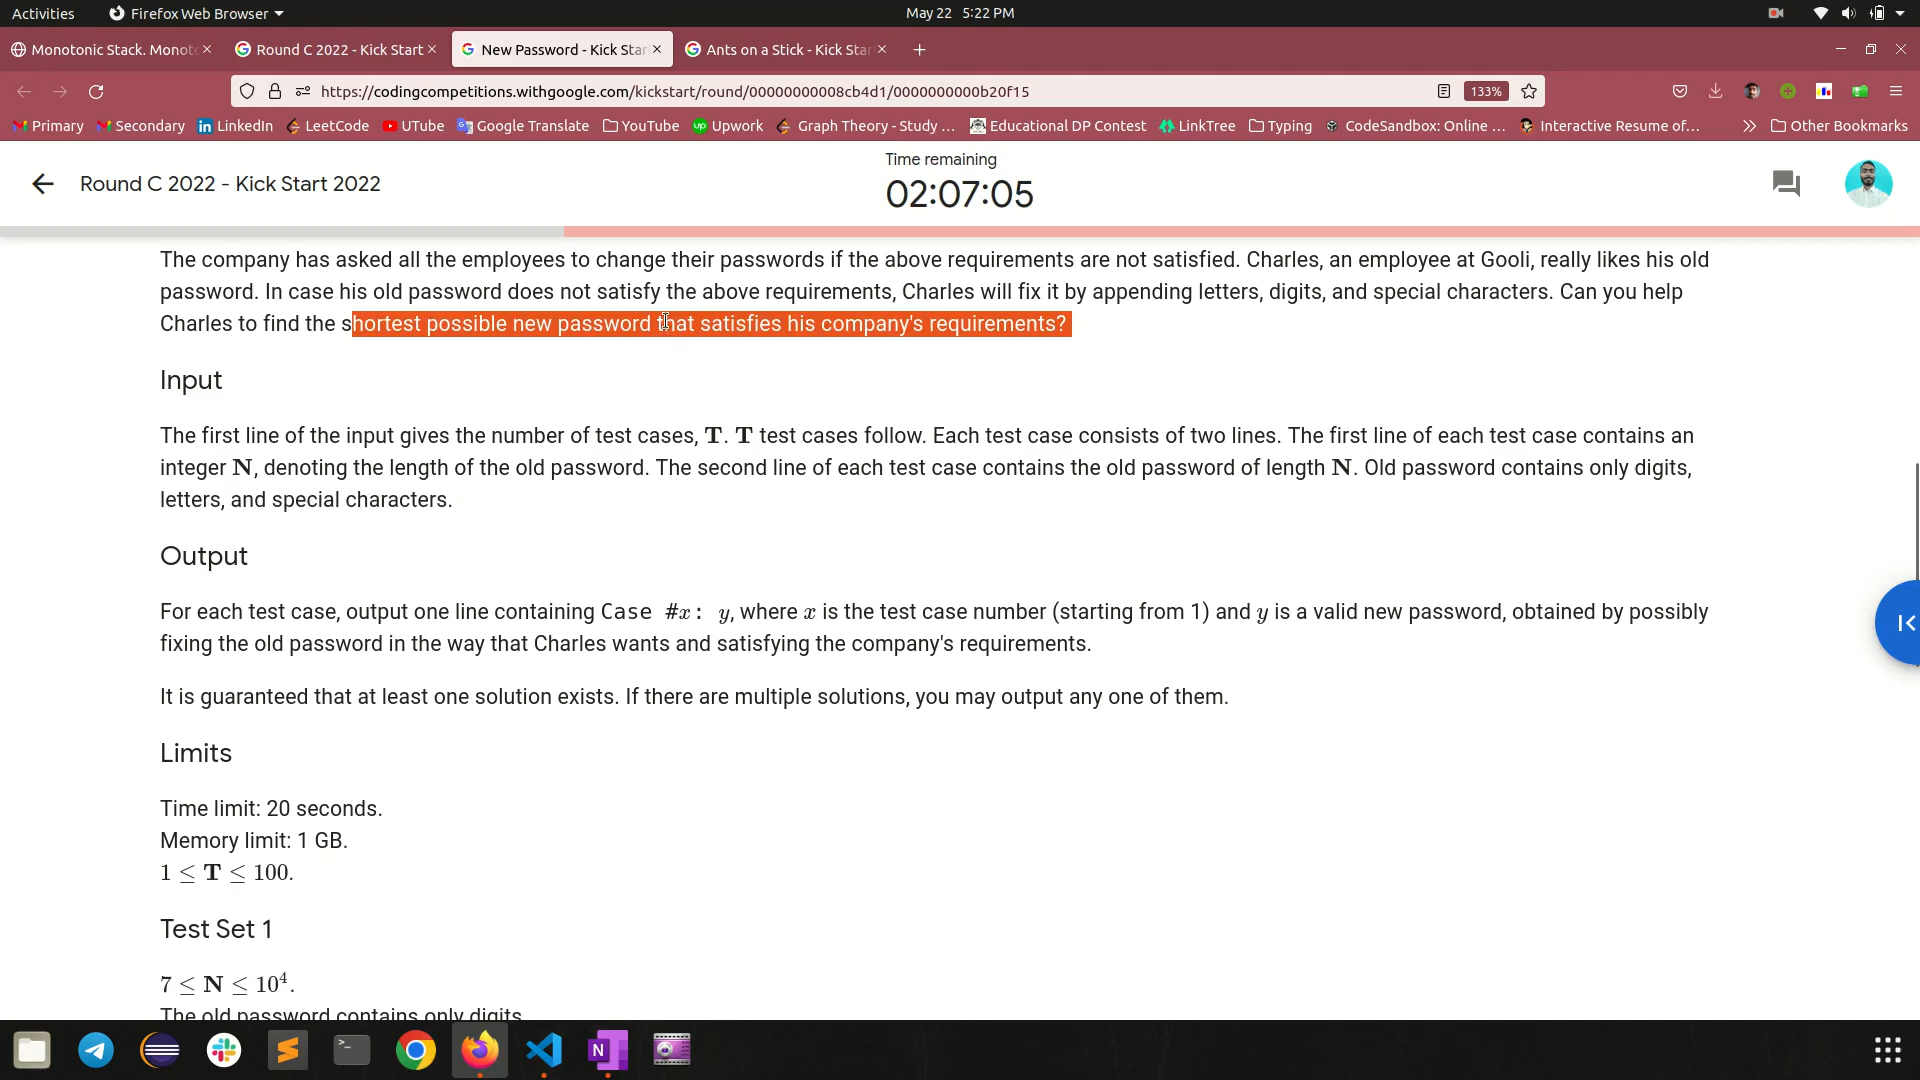 Activities
Firefox Web Browser
May 22 5:22 PM
Monotonic Stack. Monot
Round C 2022 - Kick Start
New Password - Kick Star
Ants on a Stick - Kick Star
https://codingcompetitions.withgoogle.com/kickstart/round/00000000008cb4d1/0000000000b20f15
133%
Primary
Secondary
LinkedIn
LeetCode
UTube
Google Translate
YouTube
Upwork
Graph Theory - Study ...
Educational DP Contest
LinkTree
Typing
CodeSandbox: Online ...
Interactive Resume of...
Other Bookmarks
Round C 2022 - Kick Start 2022
Time remaining
02:07:05
The company has asked all the employees to change their passwords if the above requirements are not satisfied. Charles, an employee at Gooli, really likes his old
password. In case his old password does not satisfy the above requirements, Charles will fix it by appending letters, digits, and special characters. Can you help
Charles to find the shortest possible new password that satisfies his company's requirements?
Input
The first line of the input gives the number of test cases, T. T test cases follow. Each test case consists of two lines. The first line of each test case contains an
integer N, denoting the length of the old password. The second line of each test case contains the old password of length N. Old password contains only digits,
letters, and special characters.
Output
For each test case, output one line containing Case #x: y, where x is the test case number (starting from 1) and y is a valid new password, obtained by possibly
fixing the old password in the way that Charles wants and satisfying the company's requirements.
It is guaranteed that at least one solution exists. If there are multiple solutions, you may output any one of them.
Limits
Time limit: 20 seconds.
Memory limit: 1 GB.
1 ≤ T ≤ 100.
Test Set 1
7 ≤ N ≤ 10⁴.
The old password contains only digits.